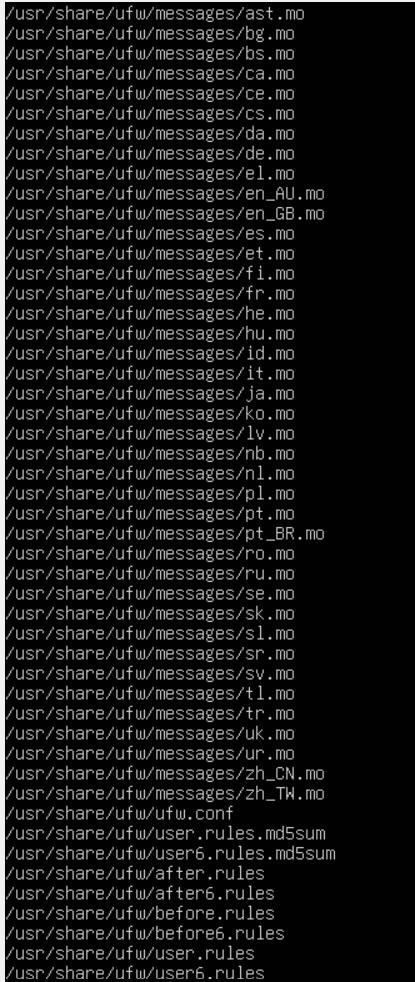 /usr/share/ufw/messages/ast.mo
/usr/share/ufw/messages/bg.mo
/usr/share/ufw/messages/bs.mo
/usr/share/ufw/messages/ca.mo
/usr/share/ufw/messages/ce.mo
/usr/share/ufw/messages/cs.mo
/usr/share/ufw/messages/da.mo
/usr/share/ufw/messages/de.mo
/usr/share/ufw/messages/el.mo
/usr/share/ufw/messages/en_AU.mo
/usr/share/ufw/messages/en_GB.mo
/usr/share/ufw/messages/es.mo
/usr/share/ufw/messages/et.mo
/usr/share/ufw/messages/fi.mo
/usr/share/ufw/messages/fr.mo
/usr/share/ufw/messages/he.mo
/usr/share/ufw/messages/hu.mo
/usr/share/ufw/messages/id.mo
/usr/share/ufw/messages/it.mo
/usr/share/ufw/messages/ja.mo
/usr/share/ufw/messages/ko.mo
/usr/share/ufw/messages/lv.mo
/usr/share/ufw/messages/nb.mo
/usr/share/ufw/messages/nl.mo
/usr/share/ufw/messages/pl.mo
/usr/share/ufw/messages/pt.mo
/usr/share/ufw/messages/pt_BR.mo
/usr/share/ufw/messages/ro.mo
/usr/share/ufw/messages/ru.mo
/usr/share/ufw/messages/se.mo
/usr/share/ufw/messages/sk.mo
/usr/share/ufw/messages/sl.mo
/usr/share/ufw/messages/sr.mo
/usr/share/ufw/messages/sv.mo
/usr/share/ufw/messages/tl.mo
/usr/share/ufw/messages/tr.mo
/usr/share/ufw/messages/uk.mo
/usr/share/ufw/messages/ur.mo
/usr/share/ufw/messages/zh_CN.mo
/usr/share/ufw/messages/zh_TW.mo
/usr/share/ufw/ufw.conf
/usr/share/ufw/user.rules.md5sum
/usr/share/ufw/user6.rules.md5sum
/usr/share/ufw/after.rules
/usr/share/ufw/after6.rules
/usr/share/ufw/before.rules
/usr/share/ufw/before6.rules
/usr/share/ufw/user.rules
/usr/share/ufw/user6.rules